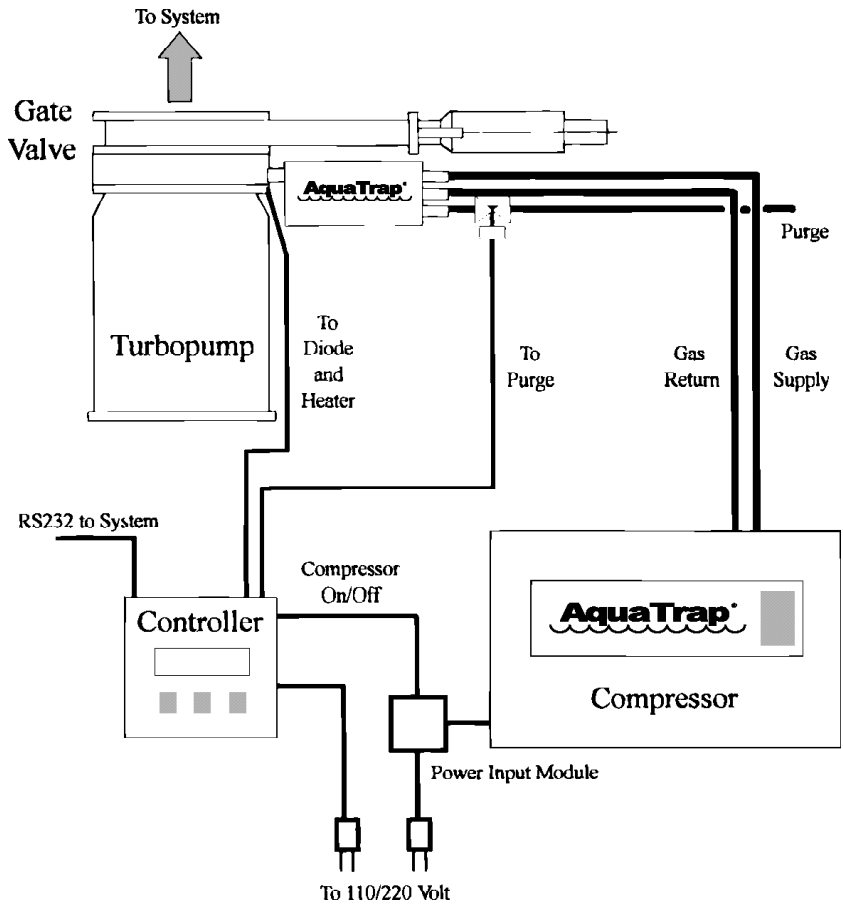 To System
Gate
Valve
AquaTrap®
Purge
Turbopump
To
Diode
and
Heater
To
Purge
Gas
Return
Gas
Supply
RS232 to System
Compressor
On/Off
Controller
AquaTrap®
Compressor
Power Input Module
To 110/220 Volt